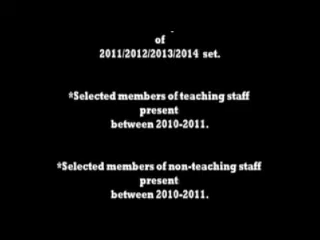 of
2011/2012/2013/2014 set.
*Selected members of teaching staff
present
between 2010-2011.
*Selected members of non-teaching staff
present
between 2010-2011.